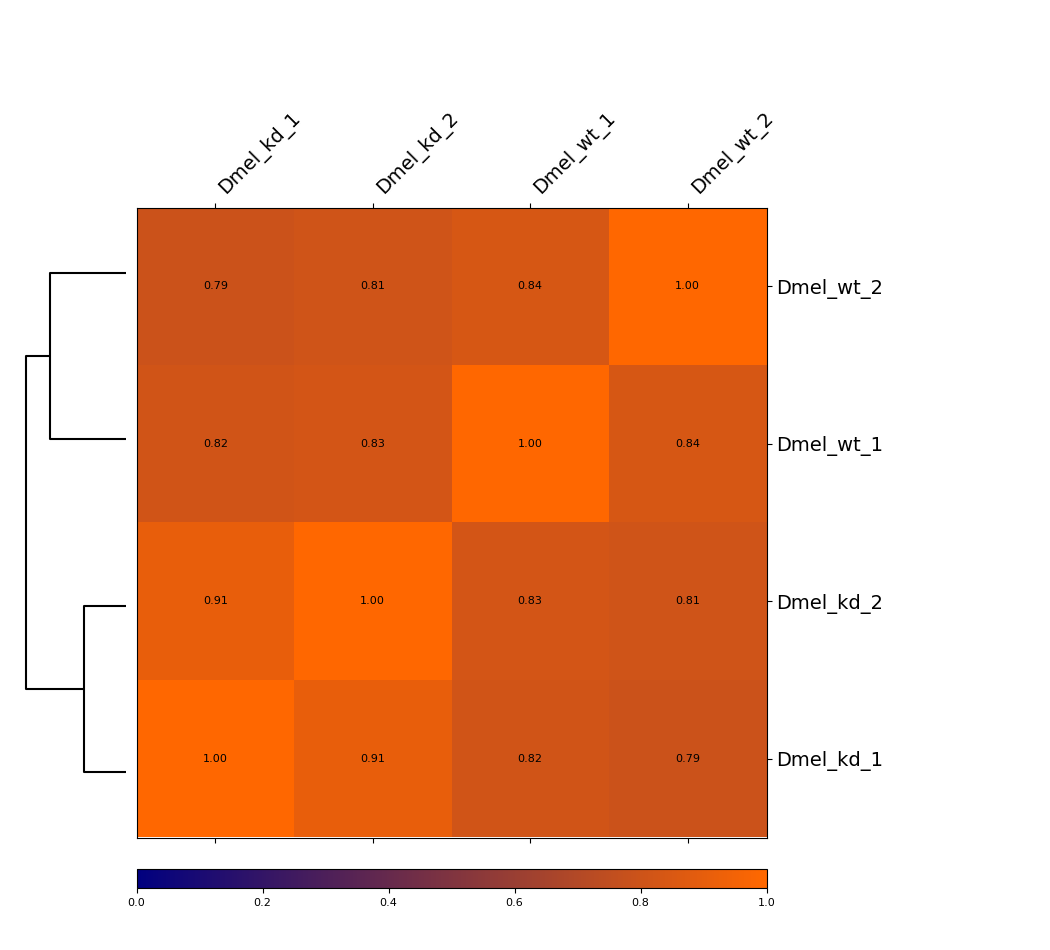 Dmel_kd_1 Dmel_kd_2 Dmel_wt_1 Dmel_wt_2
0.79 0.81 0.84 1.00 Dmel_wt_2
0.82 0.83 1.00 0.84 Dmel_wt_1
0.91 1.00 0.83 0.81 Dmel_kd_2
1.00 0.91 0.82 0.79 Dmel_kd_1
0.0 0.2 0.4 0.6 0.8 1.0